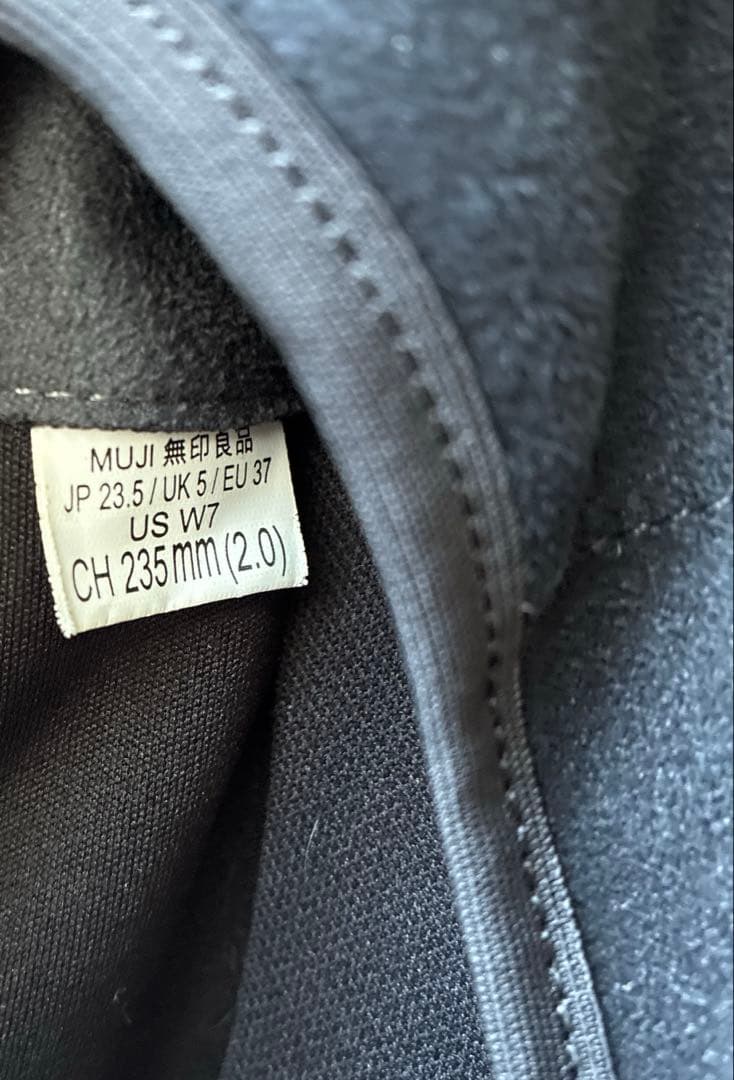 MUJI 無印良品
JP 23.5 / UK 5 / EU 37
US W7
CH 235mm (2.0)